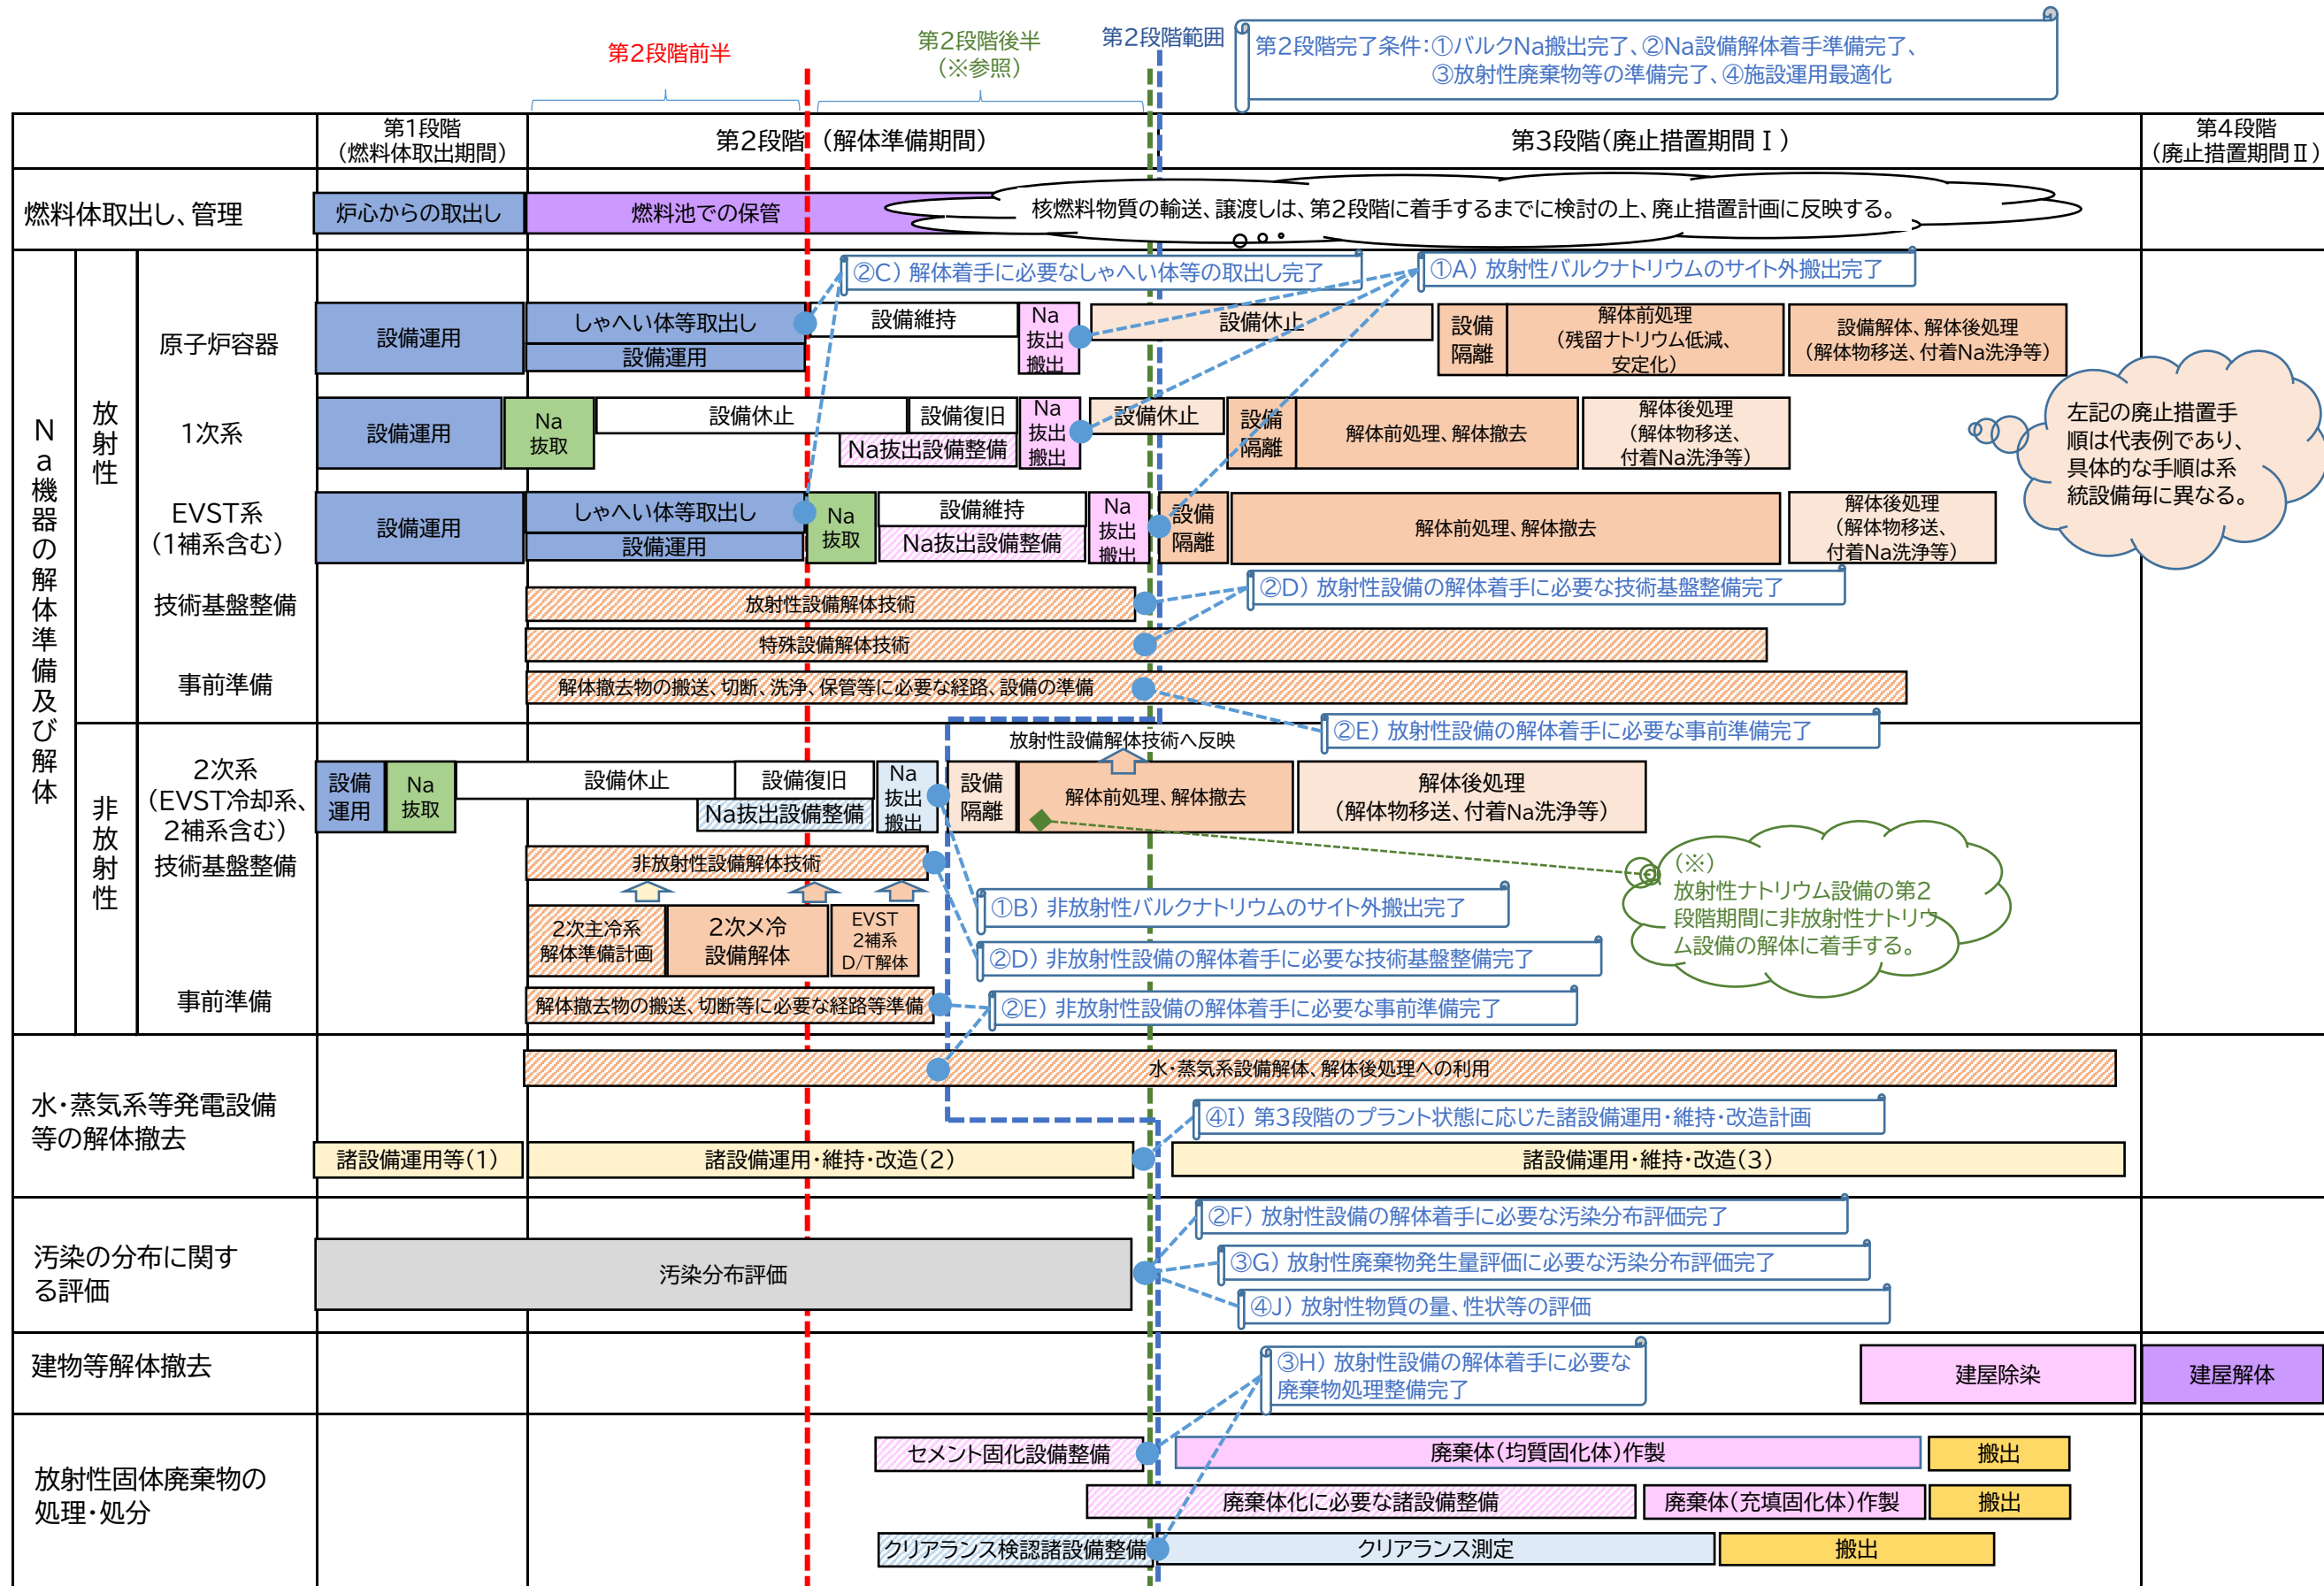 第2段階前半
第2段階後半
（※参照）
第2段階範囲
第2段階完了条件：①バルクNa搬出完了、②Na設備解体着手準備完了、
③放射性廃棄物等の準備完了、④施設運用最適化
第1段階
（燃料体取出期間）
第2段階　（解体準備期間）
第3段階（廃止措置期間Ⅰ）
第4段階
（廃止措置期間Ⅱ）
燃料体取出し、管理
炉心からの取出し
燃料池での保管
核燃料物質の輸送、譲渡しは、第2段階に着手するまでに検討の上、廃止措置計画に反映する。
Na機器の解体準備及び解体
放射性
②C）解体着手に必要なしゃへい体等の取出し完了
①A）放射性バルクナトリウムのサイト外搬出完了
原子炉容器
設備運用
しゃへい体等取出し
設備運用
設備維持
Na
抜出
搬出
設備休止
設備
隔離
解体前処理
（残留ナトリウム低減、
安定化）
設備解体、解体後処理
（解体物移送、付着Na洗浄等）
1次系
設備運用
Na
抜取
設備休止
設備復旧
Na抜出設備整備
Na
抜出
搬出
設備休止
設備
隔離
解体前処理、解体撤去
解体後処理
（解体物移送、
付着Na洗浄等）
左記の廃止措置手
順は代表例であり、
具体的な手順は系
統設備毎に異なる。
EVST系
（1補系含む）
設備運用
しゃへい体等取出し
設備運用
Na
抜取
設備維持
Na抜出設備整備
Na
抜出
搬出
設備
隔離
解体前処理、解体撤去
解体後処理
（解体物移送、
付着Na洗浄等）
技術基盤整備
放射性設備解体技術
②D）放射性設備の解体着手に必要な技術基盤整備完了
特殊設備解体技術
事前準備
解体撤去物の搬送、切断、洗浄、保管等に必要な経路、設備の準備
②E）放射性設備の解体着手に必要な事前準備完了
非放射性
放射性設備解体技術へ反映
2次系
（EVST冷却系、
2補系含む）
設備
運用
Na
抜取
設備休止
設備復旧
Na抜出設備整備
Na
抜出
搬出
設備
隔離
解体前処理、解体撤去
解体後処理
（解体物移送、付着Na洗浄等）
技術基盤整備
非放射性設備解体技術
（※）
放射性ナトリウム設備の第2
段階期間に非放射性ナトリウ
ム設備の解体に着手する。
①B）非放射性バルクナトリウムのサイト外搬出完了
2次主冷系
解体準備計画
2次メ冷
設備解体
EVST
2補系
D/T解体
②D）非放射性設備の解体着手に必要な技術基盤整備完了
事前準備
解体撤去物の搬送、切断等に必要な経路等準備
②E）非放射性設備の解体着手に必要な事前準備完了
水・蒸気系等発電設備
等の解体撤去
水・蒸気系設備解体、解体後処理への利用
④I）第3段階のプラント状態に応じた諸設備運用・維持・改造計画
諸設備運用等（1）
諸設備運用・維持・改造（2）
諸設備運用・維持・改造（3）
汚染の分布に関す
る評価
汚染分布評価
②F）放射性設備の解体着手に必要な汚染分布評価完了
③G）放射性廃棄物発生量評価に必要な汚染分布評価完了
④J）放射性物質の量、性状等の評価
建物等解体撤去
③H）放射性設備の解体着手に必要な
廃棄物処理整備完了
建屋除染
建屋解体
放射性固体廃棄物の
処理・処分
セメント固化設備整備
廃棄体（均質固化体）作製
搬出
廃棄体化に必要な諸設備整備
廃棄体（充填固化体）作製
搬出
クリアランス検認諸設備整備
クリアランス測定
搬出